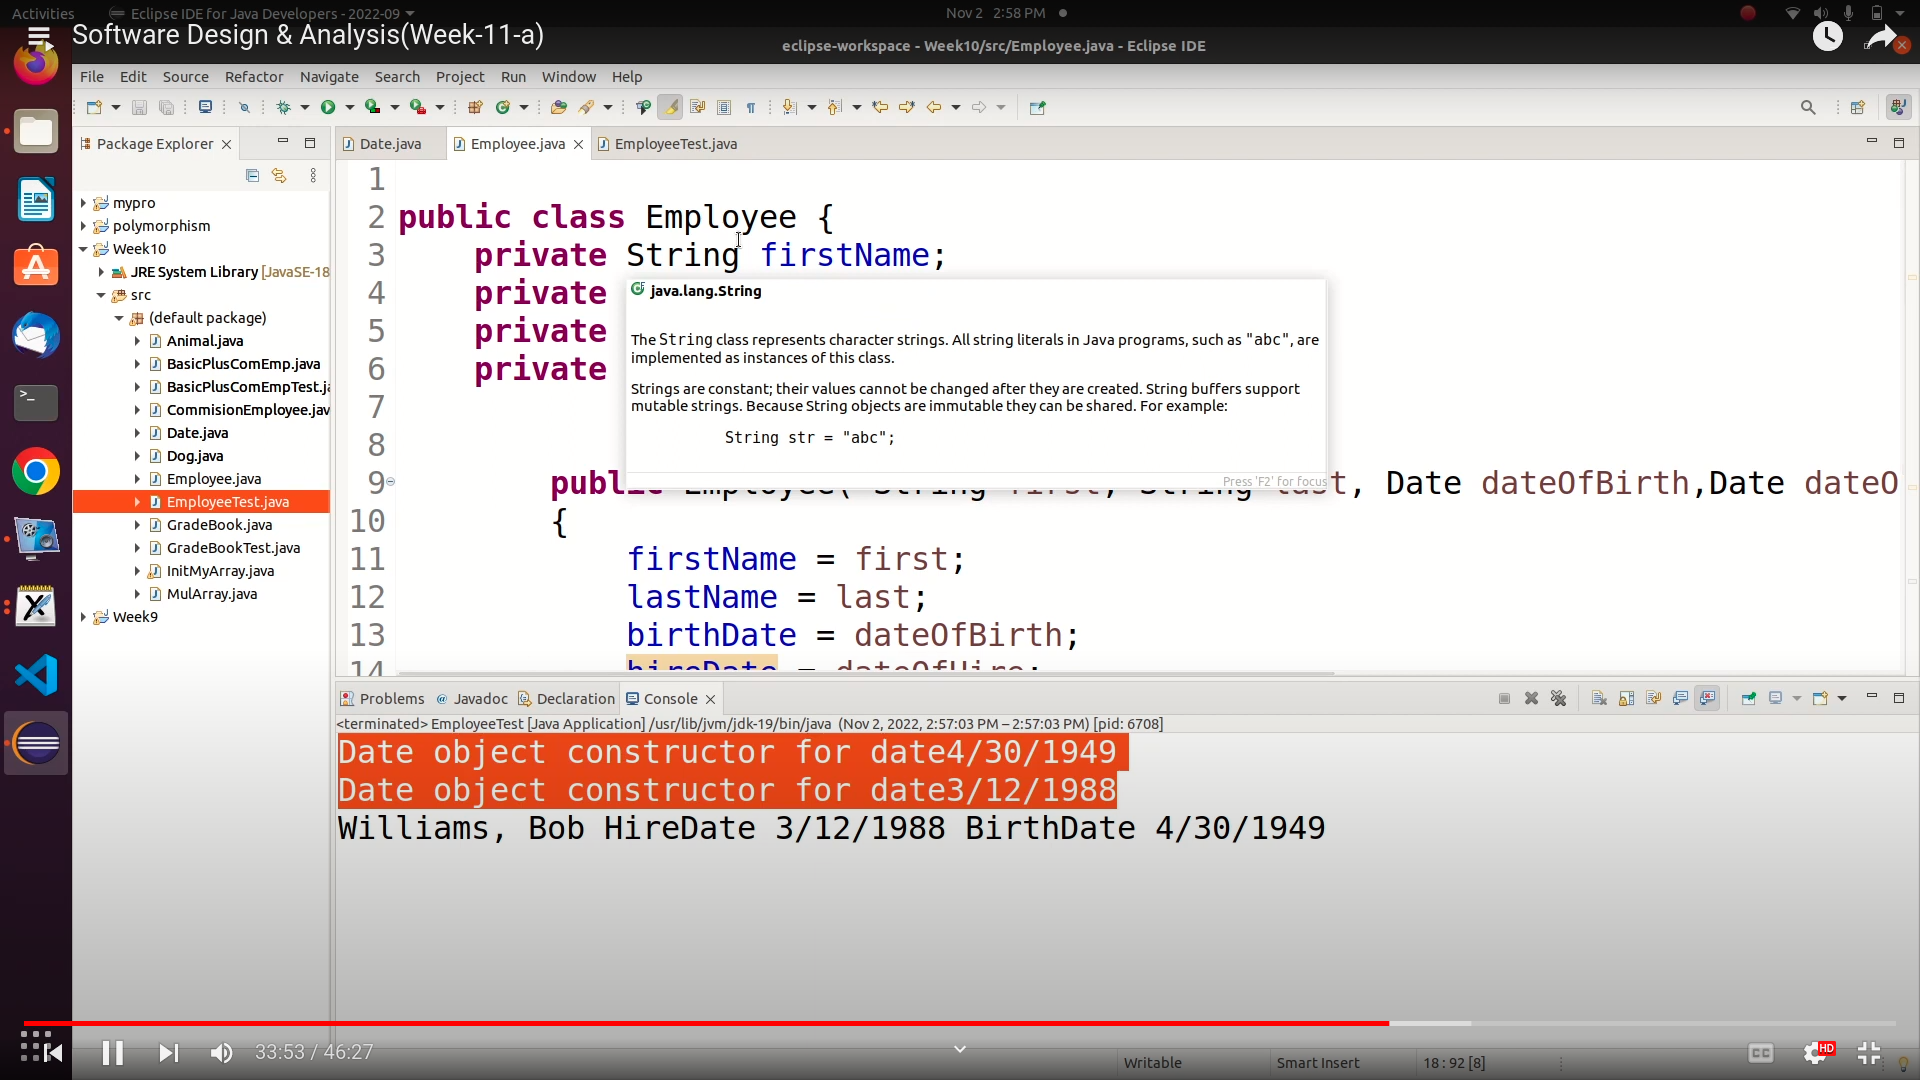 Activities Eclipse IDE for Java Developers - 2022-09 Nov 2 2:58 PM
Software Design & Analysis(Week-11-a)
eclipse-workspace - Week10/src/Employee.java - Eclipse IDE
File Edit Source Refactor Navigate Search Project Run Window Help
Package Explorer
Date.java Employee.java EmployeeTest.java
mypro
polymorphism
Week10
JRE System Library [JavaSE-18
src
(default package)
Animal.java
BasicPlusComEmp.java
BasicPlusComEmpTest.ja
CommisionEmployee.jav
Date.java
Dog.java
Employee.java
EmployeeTest.java
GradeBook.java
GradeBookTest.java
InitMyArray.java
MulArray.java
Week9
1
2 public class Employee {
3 private String firstName;
4 private
5 private
6 private
7
8
9 public Employee( String first, String last, Date dateOfBirth,Date dateO
10 {
11 firstName = first;
12 lastName = last;
13 birthDate = dateOfBirth;
14 hireDate = dateOfHire;
java.lang.String
The String class represents character strings. All string literals in Java programs, such as "abc", are
implemented as instances of this class.
Strings are constant; their values cannot be changed after they are created. String buffers support
mutable strings. Because String objects are immutable they can be shared. For example:
String str = "abc";
Press 'F2' for focus
Problems Javadoc Declaration Console
<terminated> EmployeeTest [Java Application] /usr/lib/jvm/jdk-19/bin/java (Nov 2, 2022, 2:57:03 PM – 2:57:03 PM) [pid: 6708]
Date object constructor for date4/30/1949
Date object constructor for date3/12/1988
Williams, Bob HireDate 3/12/1988 BirthDate 4/30/1949
33:53 / 46:27
CC HD
Writable Smart Insert 18 : 92 [8]